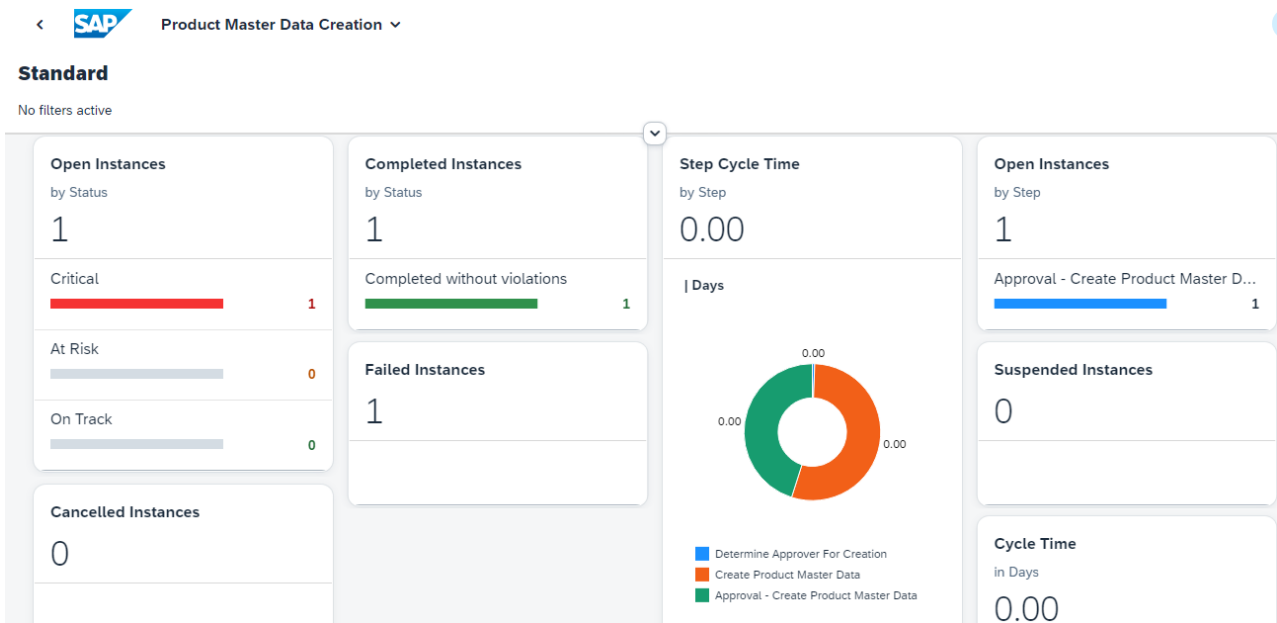 SAP Product Master Data Creation
Standard
No filters active
Open Instances
by Status
1
Critical
1
At Risk
0
On Track
0
Cancelled Instances
0
Completed Instances
by Status
1
Completed without violations
1
Failed Instances
1
Step Cycle Time
by Step
0.00
| Days
0.00
0.00
0.00
Determine Approver For Creation
Create Product Master Data
Approval - Create Product Master Data
Open Instances
by Step
1
Approval - Create Product Master D...
1
Suspended Instances
0
Cycle Time
in Days
0.00